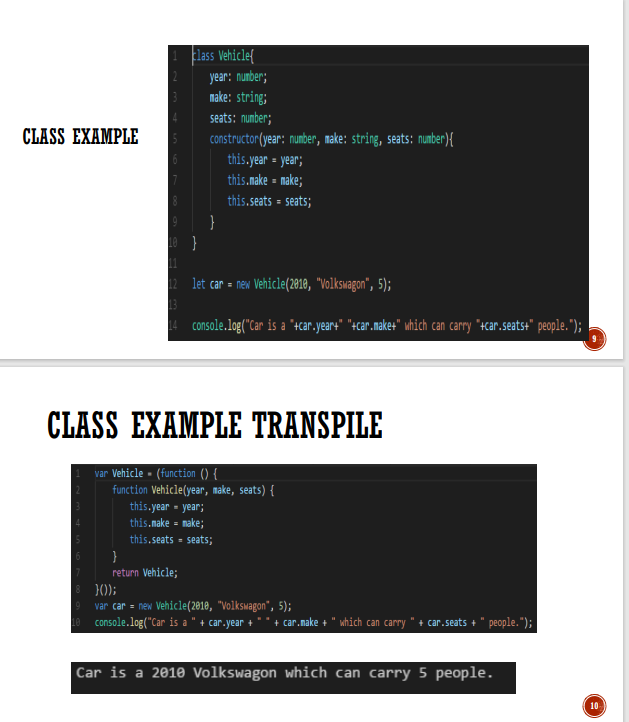 CLASS EXAMPLE
1 class Vehicle{
2 year: number;
3 make: string;
4 seats: number;
5 constructor(year: number, make: string, seats: number){
6 this.year = year;
7 this.make = make;
8 this.seats = seats;
9 }
10 }
11
12 let car = new Vehicle(2010, "Volkswagon", 5);
13
14 console.log("Car is a "+car.year+" "+car.make+" which can carry "+car.seats+" people.");
9
CLASS EXAMPLE TRANSPILE
1 var Vehicle = (function () {
2 function Vehicle(year, make, seats) {
3 this.year = year;
4 this.make = make;
5 this.seats = seats;
6 }
7 return Vehicle;
8 }());
9 var car = new Vehicle(2010, "Volkswagon", 5);
10 console.log("Car is a " + car.year + " " + car.make + " which can carry " + car.seats + " people.");
Car is a 2010 Volkswagon which can carry 5 people.
10